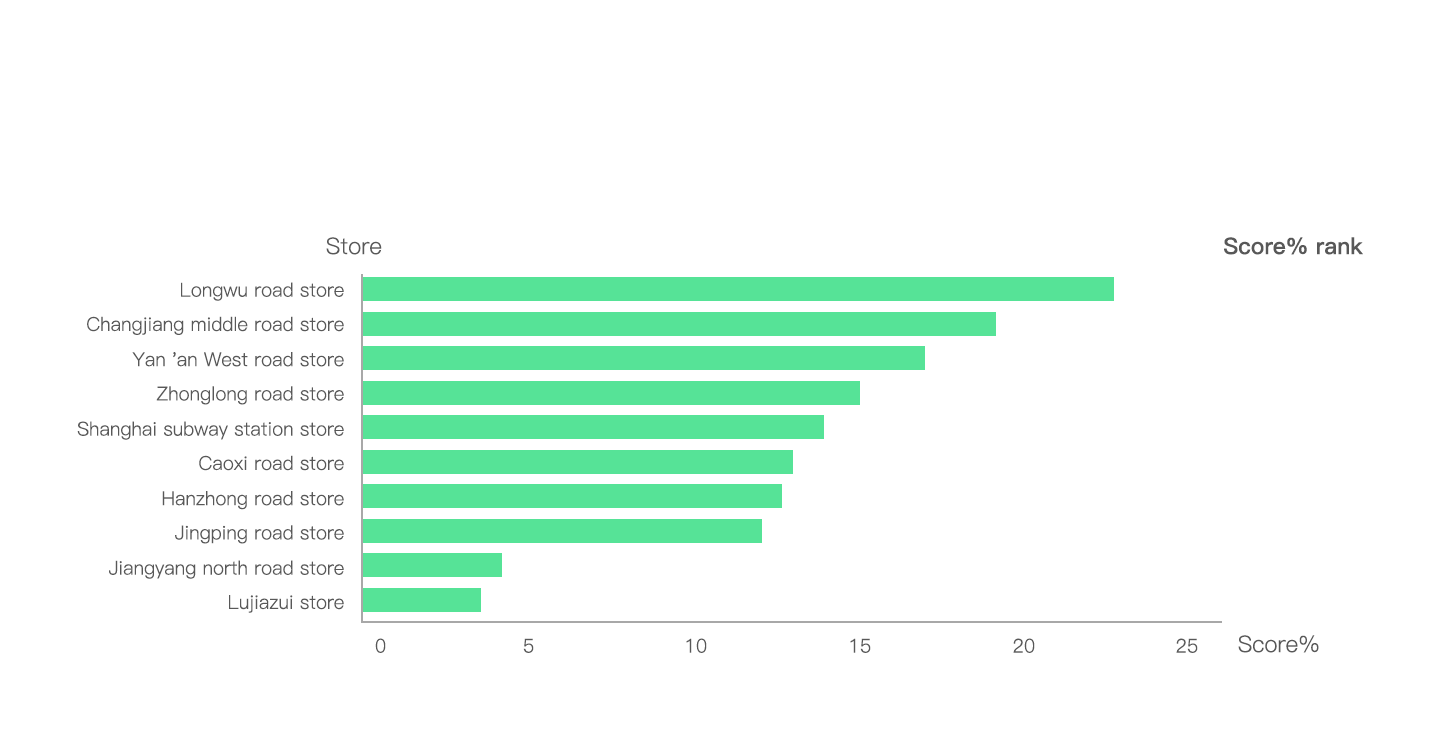 Store
Score% rank
Longwu road store
Changjiang middle road store
Yan ’an West road store
Zhonglong road store
Shanghai subway station store
Caoxi road store
Hanzhong road store
Jingping road store
Jiangyang north road store
Lujiazui store
0 5 10 15 20 25 Score%